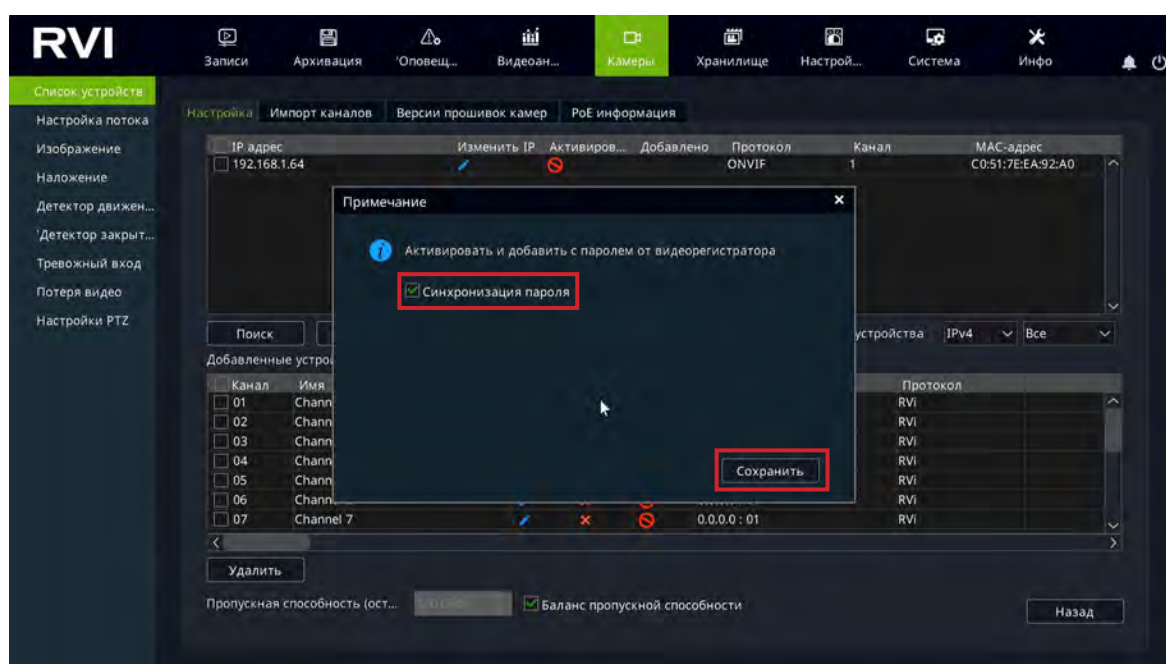 RVI
Записи Архивация 'Оповещ... Видеоан... Камеры Хранилище Настрой... Система Инфо
Список устройств
Настройка потока
Изображение
Наложение
Детектор движен...
'Детектор закрыт...
Тревожный вход
Потеря видео
Настройки PTZ
Настройка Импорт каналов Версии прошивок камер PoE информация
IP адрес Изменить IP Активиров... Добавлено Протокол Канал MAC-адрес
192.168.1.64 ONVIF 1 C0:51:7E:EA:92:A0
Примечание
Активировать и добавить с паролем от видеорегистратора
Синхронизация пароля
Сохранить
Поиск устройства IPv4 Все
Добавленные устрой
Канал Имя Протокол
01 Chann RVi
02 Chann RVi
03 Chann RVi
04 Chann RVi
05 Chann RVi
06 Chann RVi
07 Channel 7 0.0.0.0 : 01 RVi
Удалить
Пропускная способность (ост... Баланс пропускной способности
Назад